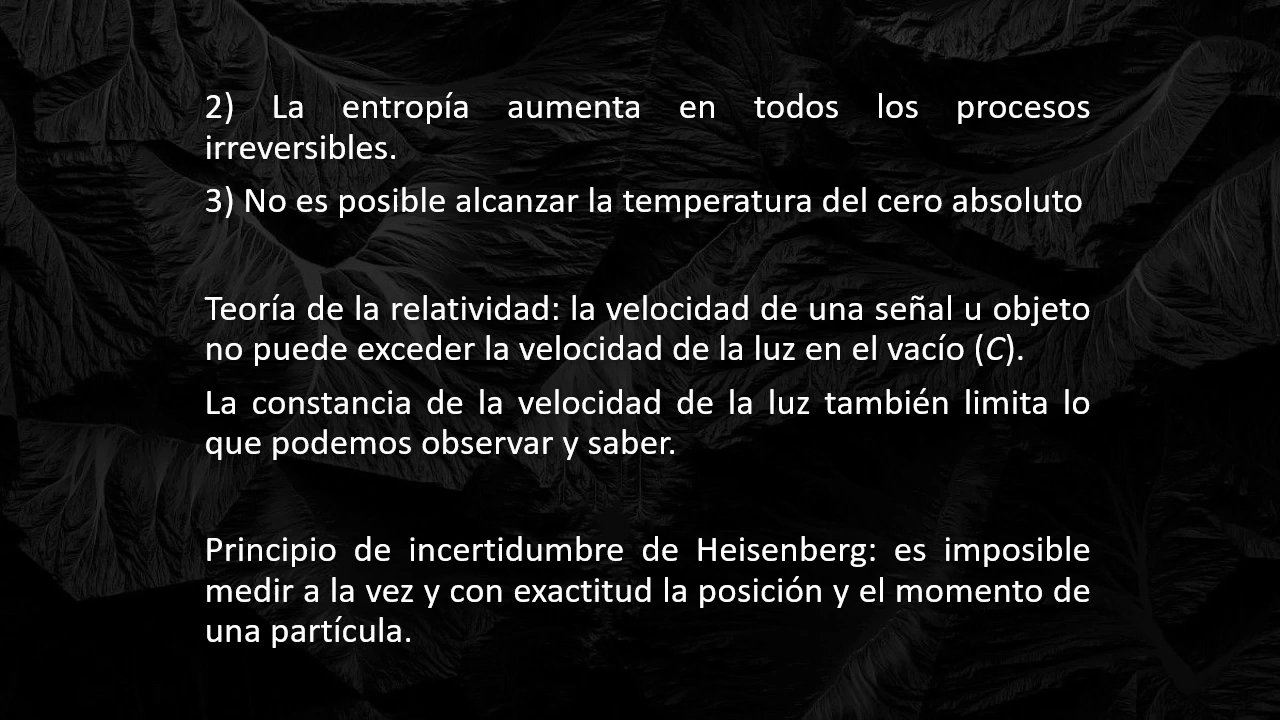 2) La entropía aumenta en todos los procesos
irreversibles.
3) No es posible alcanzar la temperatura del cero absoluto
Teoría de la relatividad: la velocidad de una señal u objeto
no puede exceder la velocidad de la luz en el vacío (C).
La constancia de la velocidad de la luz también limita lo
que podemos observar y saber.
Principio de incertidumbre de Heisenberg: es imposible
medir a la vez y con exactitud la posición y el momento de
una partícula.